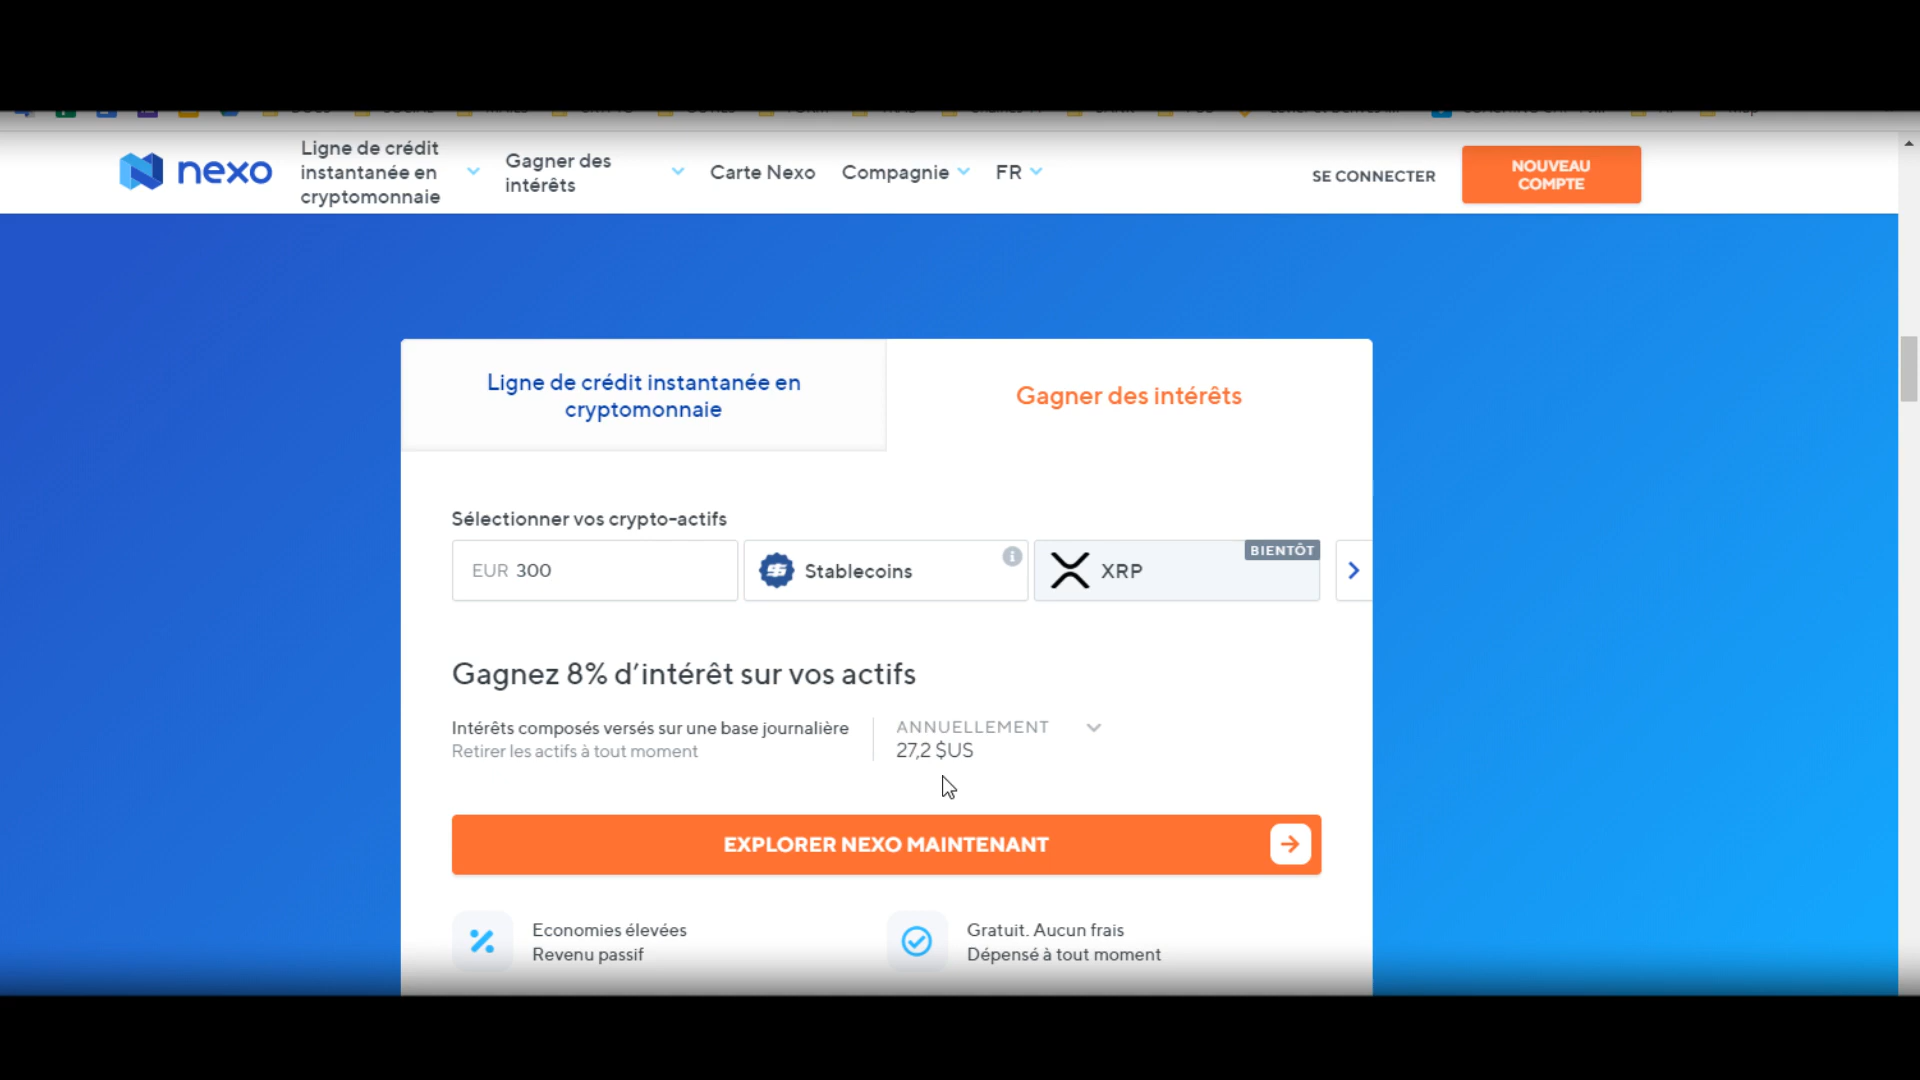 nexo
Ligne de crédit
instantanée en
cryptomonnaie
Gagner des
intérêts
Carte Nexo
Compagnie
FR
SE CONNECTER
NOUVEAU
COMPTE
Ligne de crédit instantanée en
cryptomonnaie
Gagner des intérêts
Sélectionner vos crypto-actifs
EUR 300
Stablecoins
XRP
BIENTÔT
Gagnez 8% d'intérêt sur vos actifs
Intérêts composés versés sur une base journalière
Retirer les actifs à tout moment
ANNUELLEMENT
27,2 $US
EXPLORER NEXO MAINTENANT
Economies élevées
Revenu passif
Gratuit. Aucun frais
Dépensé à tout moment